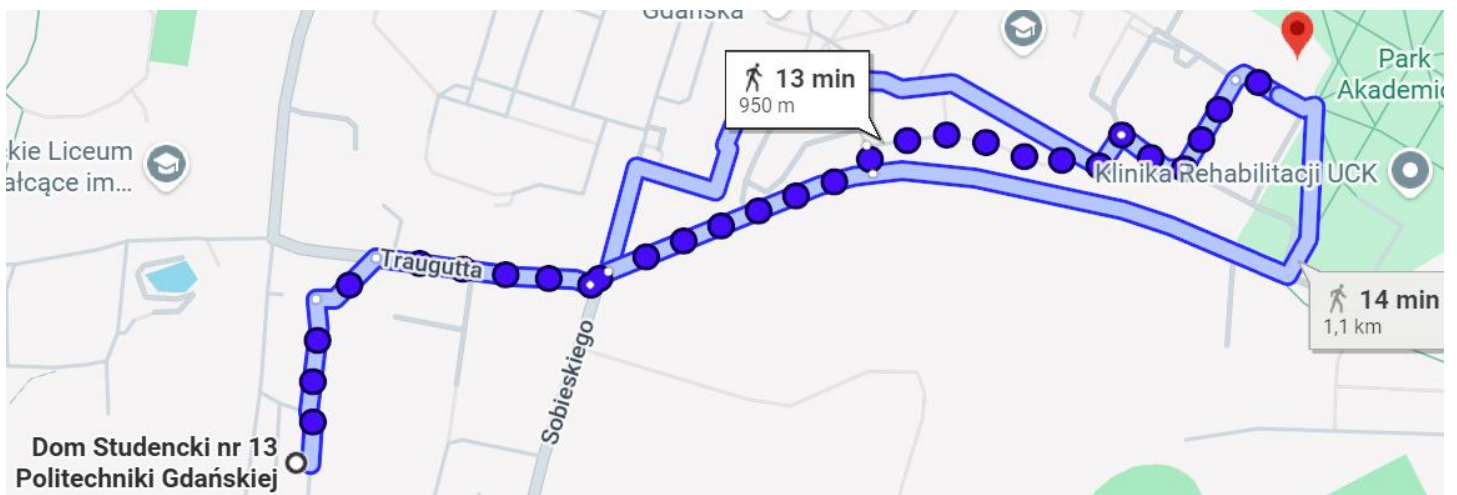 Gdańska
13 min
950 m
Park
Akademic
kie Liceum
ałcące im...
Klinika Rehabilitacji UCK
Traugutta
14 min
1,1 km
Sobieskiego
Dom Studencki nr 13
Politechniki Gdańskiej